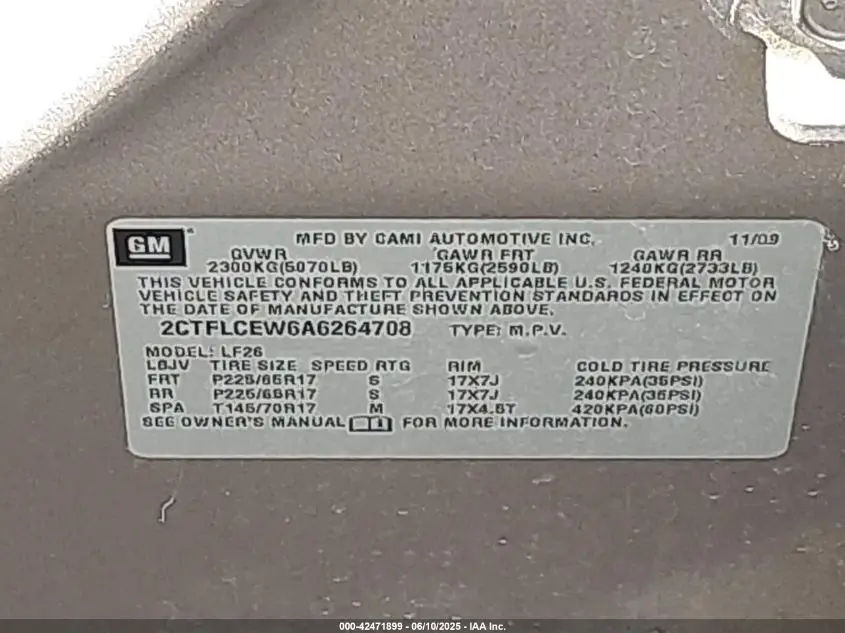 GM
MFD BY CAMI AUTOMOTIVE INC. 11/09
GVWR GAWR FRT GAWR RR
2300KG(5070LB) 1175KG(2590LB) 1240KG(2733LB)
THIS VEHICLE CONFORMS TO ALL APPLICABLE U.S. FEDERAL MOTOR
VEHICLE SAFETY AND THEFT PREVENTION STANDARDS IN EFFECT ON
THE DATE OF MANUFACTURE SHOWN ABOVE.
2CTFLCEW6A6264708 TYPE: M.P.V.
MODEL: LF26
LBJV TIRE SIZE SPEED RTG RIM COLD TIRE PRESSURE
FRT P225/65R17 S 17X7J 240KPA(35PSI)
RR P225/65R17 S 17X7J 240KPA(35PSI)
SPA T145/70R17 M 17X4.5T 420KPA(60PSI)
SEE OWNER'S MANUAL FOR MORE INFORMATION.
000-42471899 - 06/10/2025 - IAA Inc.